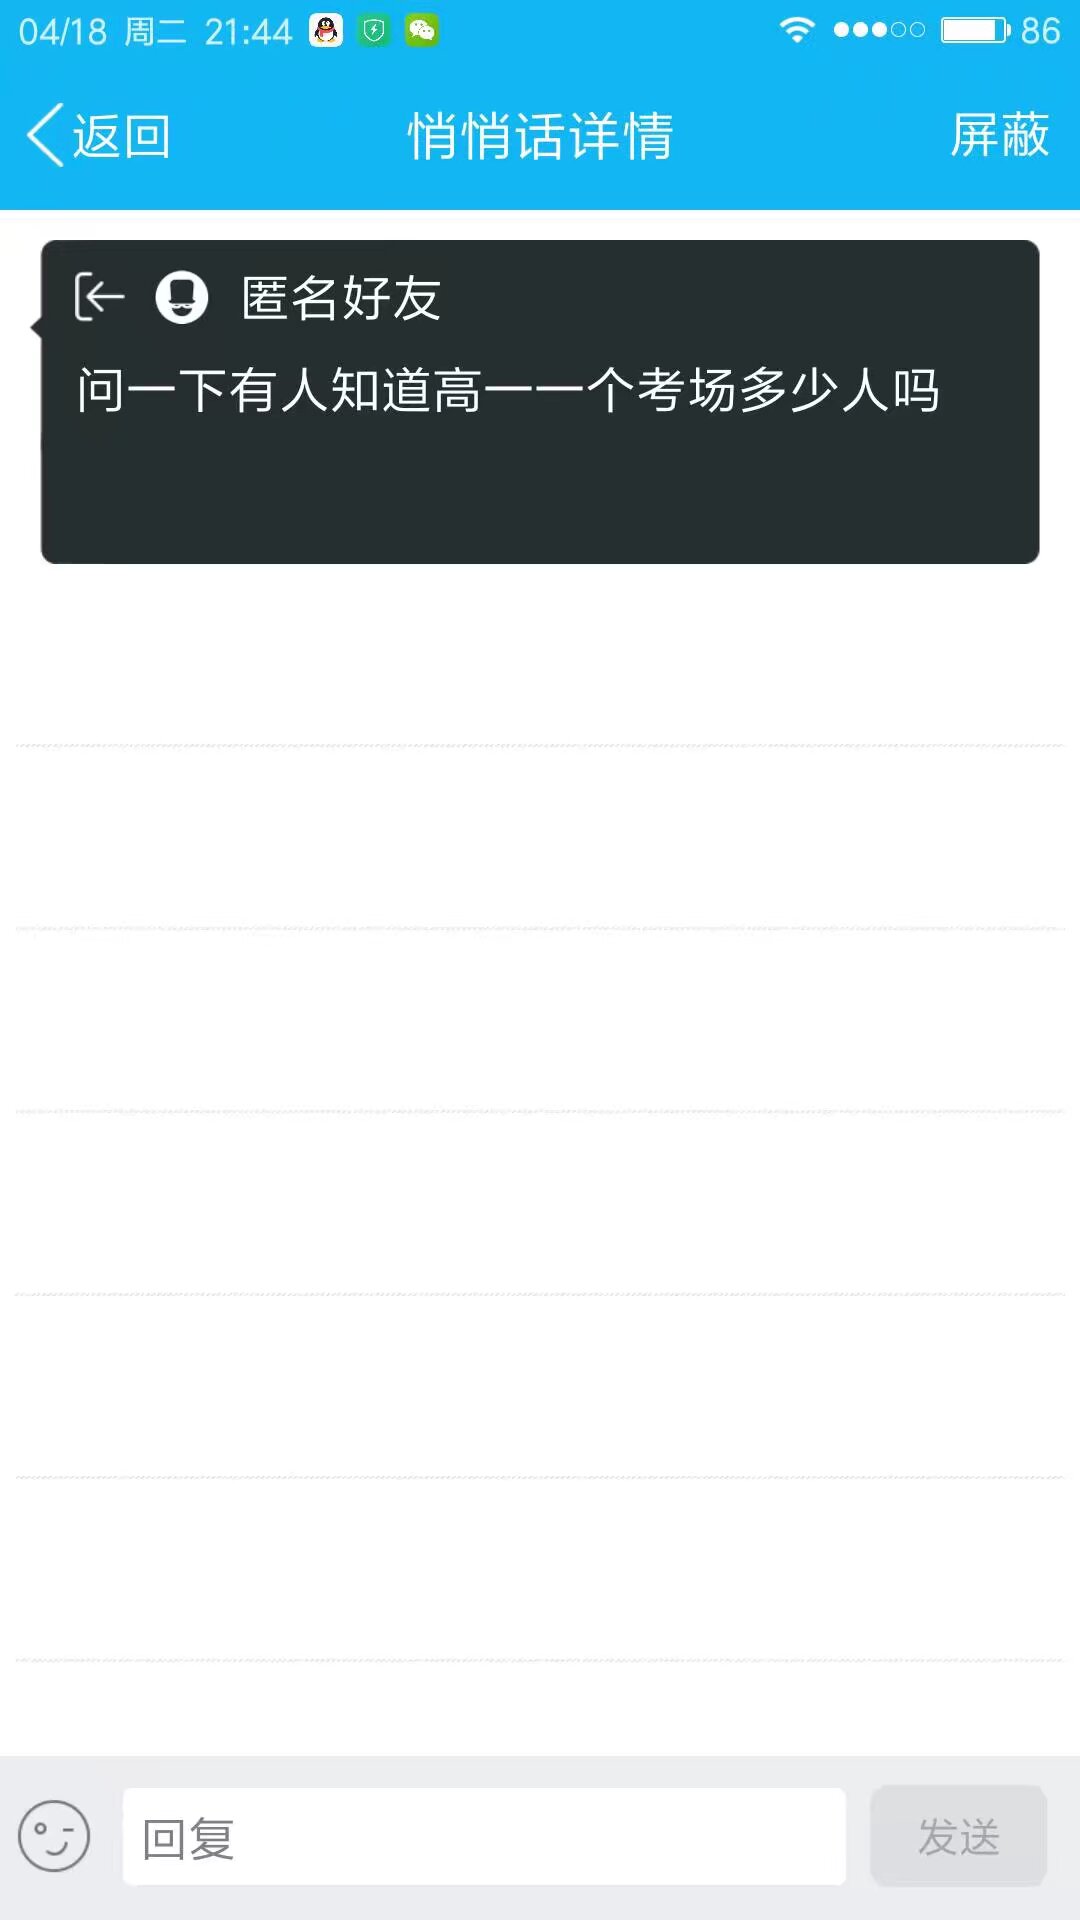 04/18 周二 21:44 86
返回 悄悄话详情 屏蔽
匿名好友
问一下有人知道高一一个考场多少人吗
回复 发送